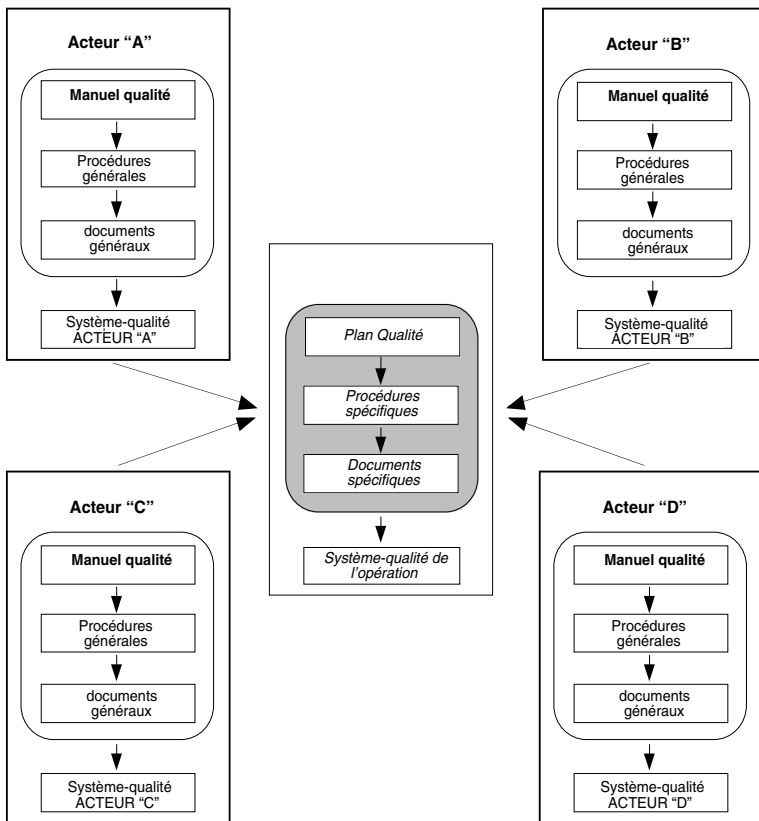 Acteur “A”
Manuel qualité
Procédures
générales
documents
généraux
Système-qualité
ACTEUR “A”
Acteur “B”
Manuel qualité
Procédures
générales
documents
généraux
Système-qualité
ACTEUR “B”
Plan Qualité
Procédures
spécifiques
Documents
spécifiques
Système-qualité de
l’opération
Acteur “C”
Manuel qualité
Procédures
générales
documents
généraux
Système-qualité
ACTEUR “C”
Acteur “D”
Manuel qualité
Procédures
générales
documents
généraux
Système-qualité
ACTEUR “D”